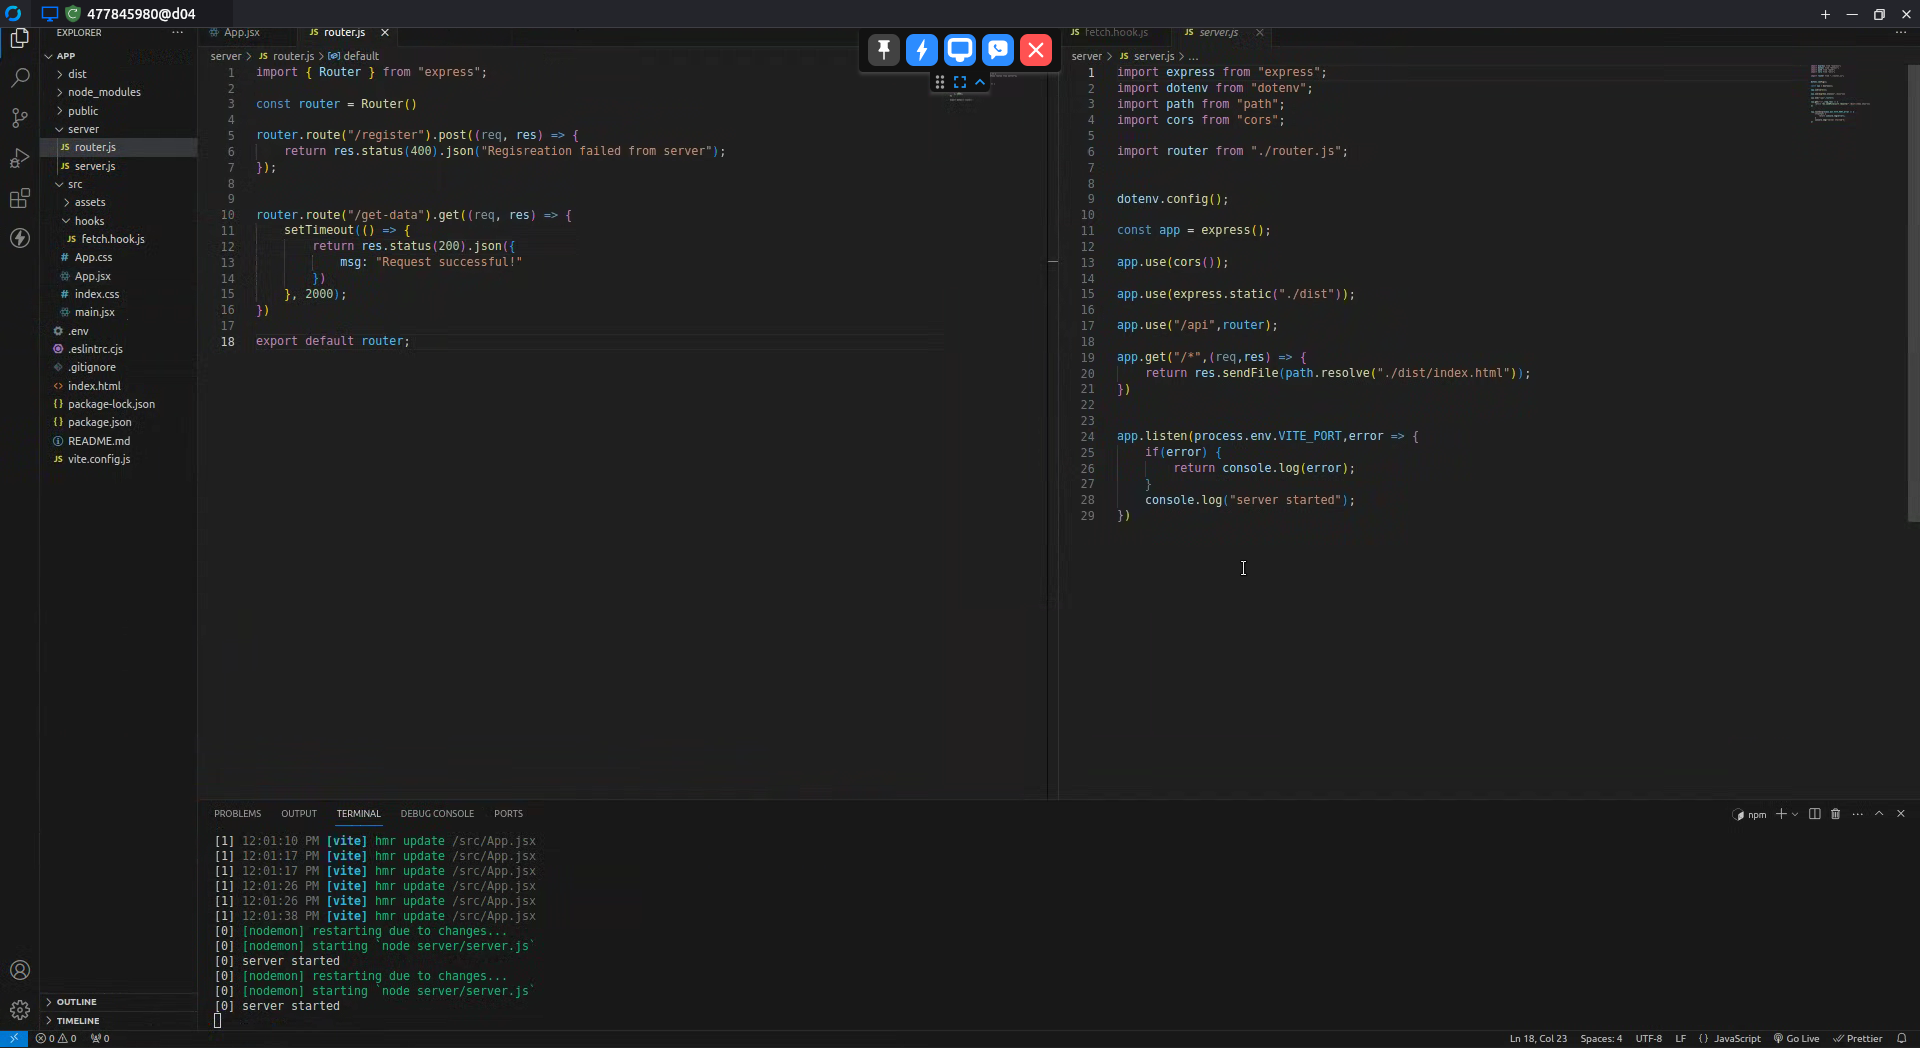 477845980@d04
EXPLORER
APP
dist
node_modules
public
server
JS router.js
JS server.js
src
assets
hooks
JS fetch.hook.js
# App.css
App.jsx
# index.css
main.jsx
.env
.eslintrc.cjs
.gitignore
<> index.html
{} package-lock.json
{} package.json
README.md
JS vite.config.js
OUTLINE
TIMELINE
App.jsx
JS router.js
server > JS router.js > default
1 import { Router } from "express";
2
3 const router = Router()
4
5 router.route("/register").post((req, res) => {
6 return res.status(400).json("Regisreation failed from server");
7 });
8
9
10 router.route("/get-data").get((req, res) => {
11 setTimeout(() => {
12 return res.status(200).json({
13 msg: "Request successful!"
14 })
15 }, 2000);
16 })
17
18 export default router;
JS fetch.hook.js
JS server.js
server > JS server.js > ...
1 import express from "express";
2 import dotenv from "dotenv";
3 import path from "path";
4 import cors from "cors";
5
6 import router from "./router.js";
7
8
9 dotenv.config();
10
11 const app = express();
12
13 app.use(cors());
14
15 app.use(express.static("./dist"));
16
17 app.use("/api",router);
18
19 app.get("/*",(req,res) => {
20 return res.sendFile(path.resolve("./dist/index.html"));
21 })
22
23
24 app.listen(process.env.VITE_PORT,error => {
25 if(error) {
26 return console.log(error);
27 }
28 console.log("server started");
29 })
PROBLEMS OUTPUT TERMINAL DEBUG CONSOLE PORTS
npm
[1] 12:01:10 PM [vite] hmr update /src/App.jsx
[1] 12:01:17 PM [vite] hmr update /src/App.jsx
[1] 12:01:17 PM [vite] hmr update /src/App.jsx
[1] 12:01:26 PM [vite] hmr update /src/App.jsx
[1] 12:01:26 PM [vite] hmr update /src/App.jsx
[1] 12:01:38 PM [vite] hmr update /src/App.jsx
[0] [nodemon] restarting due to changes...
[0] [nodemon] starting `node server/server.js`
[0] server started
[0] [nodemon] restarting due to changes...
[0] [nodemon] starting `node server/server.js`
[0] server started
0 0 0
Ln 18, Col 23 Spaces: 4 UTF-8 LF {} JavaScript Go Live Prettier